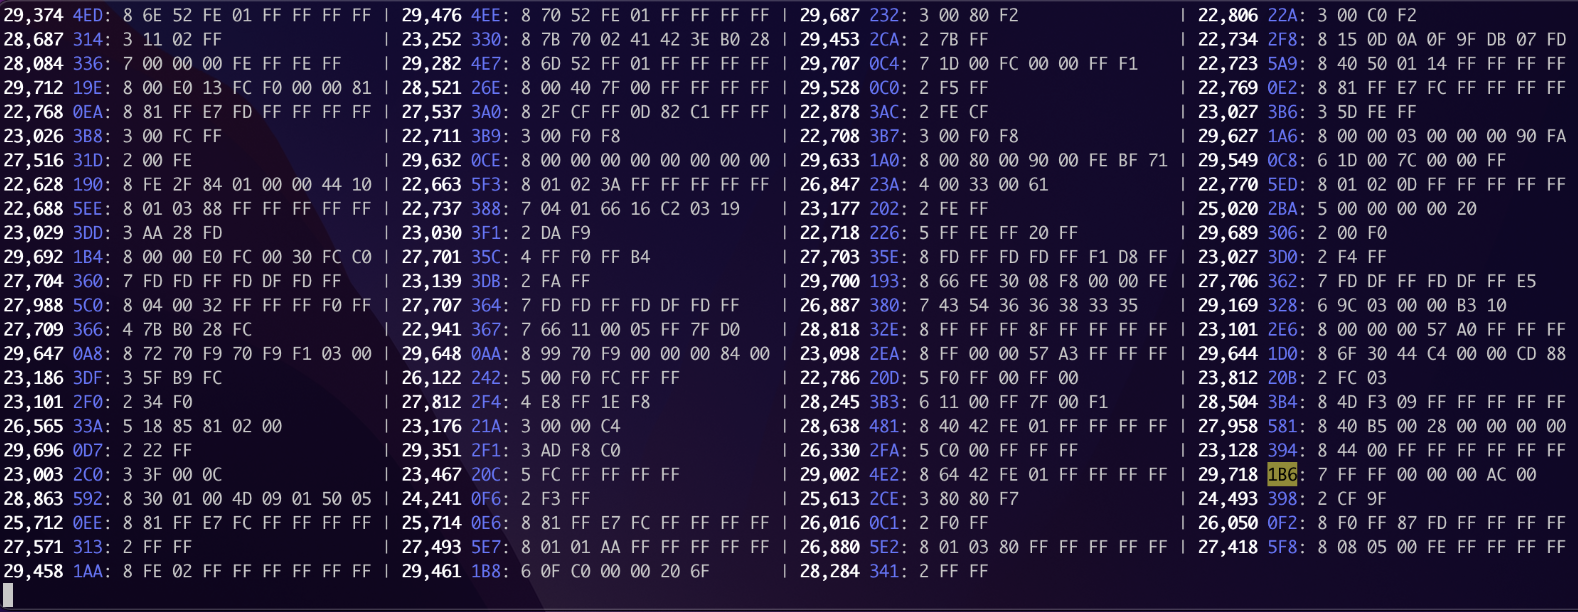 29,374 4ED: 8 6E 52 FE 01 FF FF FF FF | 29,476 4EE: 8 70 52 FE 01 FF FF FF FF | 29,687 232: 3 00 80 F2 | 22,806 22A: 3 00 C0 F2
28,687 314: 3 11 02 FF | 23,252 330: 8 7B 70 02 41 42 3E B0 28 | 29,453 2CA: 2 7B FF | 22,734 2F8: 8 15 0D 0A 0F 9F DB 07 FD
28,084 336: 7 00 00 00 FE FF FE FF | 29,282 4E7: 8 6D 52 FF 01 FF FF FF FF | 29,707 0C4: 7 1D 00 FC 00 00 FF F1 | 22,723 5A9: 8 40 50 01 14 FF FF FF FF
29,712 19E: 8 00 E0 13 FC F0 00 00 81 | 28,521 26E: 8 00 40 7F 00 FF FF FF FF | 29,528 0C0: 2 F5 FF | 22,769 0E2: 8 81 FF E7 FC FF FF FF FF
22,768 0EA: 8 81 FF E7 FD FF FF FF FF | 27,537 3A0: 8 2F CF FF 0D 82 C1 FF FF | 22,878 3AC: 2 FE CF | 23,027 3B6: 3 5D FE FF
23,026 3B8: 3 00 FC FF | 22,711 3B9: 3 00 F0 F8 | 22,708 3B7: 3 00 F0 F8 | 29,627 1A6: 8 00 00 03 00 00 00 90 FA
27,516 31D: 2 00 FE | 29,632 0CE: 8 00 00 00 00 00 00 00 00 | 29,633 1A0: 8 00 80 00 90 00 FE BF 71 | 29,549 0C8: 6 1D 00 7C 00 00 FF
22,628 190: 8 FE 2F 84 01 00 00 44 10 | 22,663 5F3: 8 01 02 3A FF FF FF FF FF | 26,847 23A: 4 00 33 00 61 | 22,770 5ED: 8 01 02 0D FF FF FF FF FF
22,688 5EE: 8 01 03 88 FF FF FF FF FF | 22,737 388: 7 04 01 66 16 C2 03 19 | 23,177 202: 2 FE FF | 25,020 2BA: 5 00 00 00 00 20
23,029 3DD: 3 AA 28 FD | 23,030 3F1: 2 DA F9 | 22,718 226: 5 FF FE FF 20 FF | 29,689 306: 2 00 F0
29,692 1B4: 8 00 00 E0 FC 00 30 FC C0 | 27,701 35C: 4 FF F0 FF B4 | 27,703 35E: 8 FD FF FD FD FF F1 D8 FF | 23,027 3D0: 2 F4 FF
27,704 360: 7 FD FD FF FD DF FD FF | 23,139 3DB: 2 FA FF | 29,700 193: 8 66 FE 30 08 F8 00 00 FE | 27,706 362: 7 FD DF FF FD DF FF E5
27,988 5C0: 8 04 00 32 FF FF FF F0 FF | 27,707 364: 7 FD FD FF FD DF FD FF | 26,887 380: 7 43 54 36 36 38 33 35 | 29,169 328: 6 9C 03 00 00 B3 10
27,709 366: 4 7B B0 28 FC | 22,941 367: 7 66 11 00 05 FF 7F D0 | 28,818 32E: 8 FF FF FF 8F FF FF FF FF | 23,101 2E6: 8 00 00 00 57 A0 FF FF FF
29,647 0A8: 8 72 70 F9 70 F9 F1 03 00 | 29,648 0AA: 8 99 70 F9 00 00 00 84 00 | 23,098 2EA: 8 FF 00 00 57 A3 FF FF FF | 29,644 1D0: 8 6F 30 44 C4 00 00 CD 88
23,186 3DF: 3 5F B9 FC | 26,122 242: 5 00 F0 FC FF FF | 22,786 20D: 5 F0 FF 00 FF 00 | 23,812 20B: 2 FC 03
23,101 2F0: 2 34 F0 | 27,812 2F4: 4 E8 FF 1E F8 | 28,245 3B3: 6 11 00 FF 7F 00 F1 | 28,504 3B4: 8 4D F3 09 FF FF FF FF FF
26,565 33A: 5 18 85 81 02 00 | 23,176 21A: 3 00 00 C4 | 28,638 481: 8 40 42 FE 01 FF FF FF FF | 27,958 581: 8 40 B5 00 28 00 00 00 00
29,696 0D7: 2 22 FF | 29,351 2F1: 3 AD F8 C0 | 26,330 2FA: 5 C0 00 FF FF FF | 23,128 394: 8 44 00 FF FF FF FF FF FF
23,003 2C0: 3 3F 00 0C | 23,467 20C: 5 FC FF FF FF FF | 29,002 4E2: 8 64 42 FE 01 FF FF FF FF | 29,718 1B6: 7 FF FF 00 00 00 AC 00
28,863 592: 8 30 01 00 4D 09 01 50 05 | 24,241 0F6: 2 F3 FF | 25,613 2CE: 3 80 80 F7 | 24,493 398: 2 CF 9F
25,712 0EE: 8 81 FF E7 FC FF FF FF FF | 25,714 0E6: 8 81 FF E7 FC FF FF FF FF | 26,016 0C1: 2 F0 FF | 26,050 0F2: 8 F0 FF 87 FD FF FF FF FF
27,571 313: 2 FF FF | 27,493 5E7: 8 01 01 AA FF FF FF FF FF | 26,880 5E2: 8 01 03 80 FF FF FF FF FF | 27,418 5F8: 8 08 05 00 FE FF FF FF FF
29,458 1AA: 8 FE 02 FF FF FF FF FF FF | 29,461 1B8: 6 0F C0 00 00 20 6F | 28,284 341: 2 FF FF